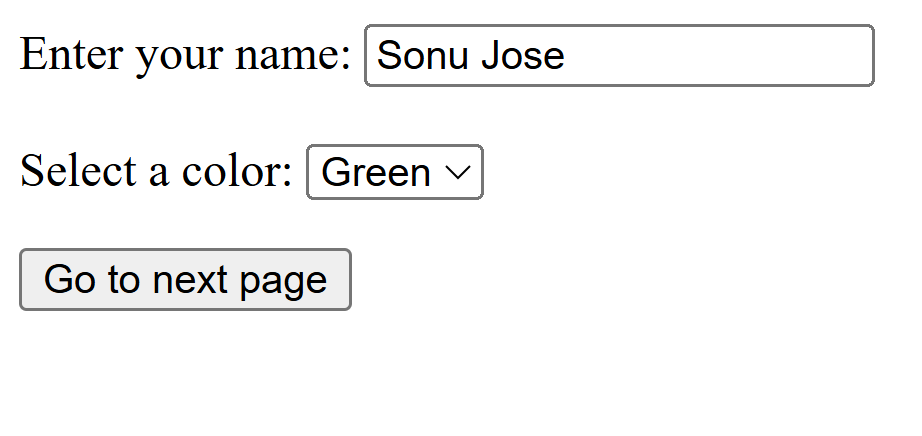 Enter your name: Sonu Jose
Select a color: Green
Go to next page